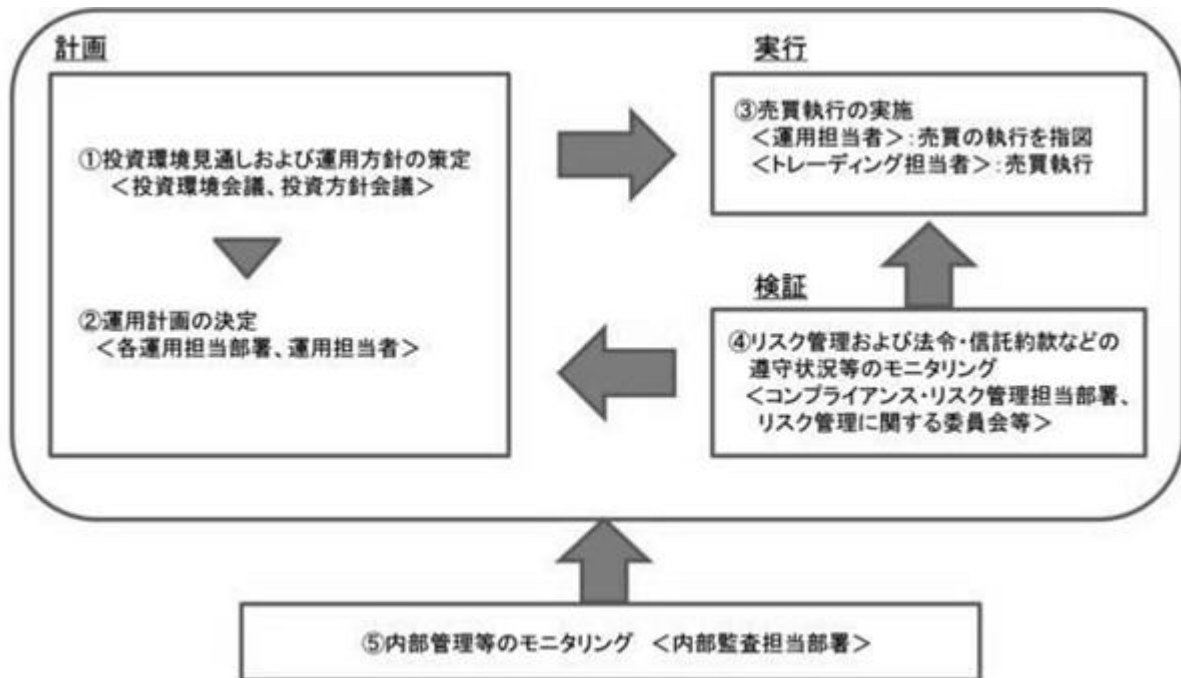 計画
①投資環境見通しおよび運用方針の策定
＜投資環境会議、投資方針会議＞
②運用計画の決定
＜各運用担当部署、運用担当者＞
実行
③売買執行の実施
＜運用担当者＞：売買の執行を指図
＜トレーディング担当者＞：売買執行
検証
④リスク管理および法令・信託約款などの
遵守状況等のモニタリング
＜コンプライアンス・リスク管理担当部署、
リスク管理に関する委員会等＞
⑤内部管理等のモニタリング　＜内部監査担当部署＞